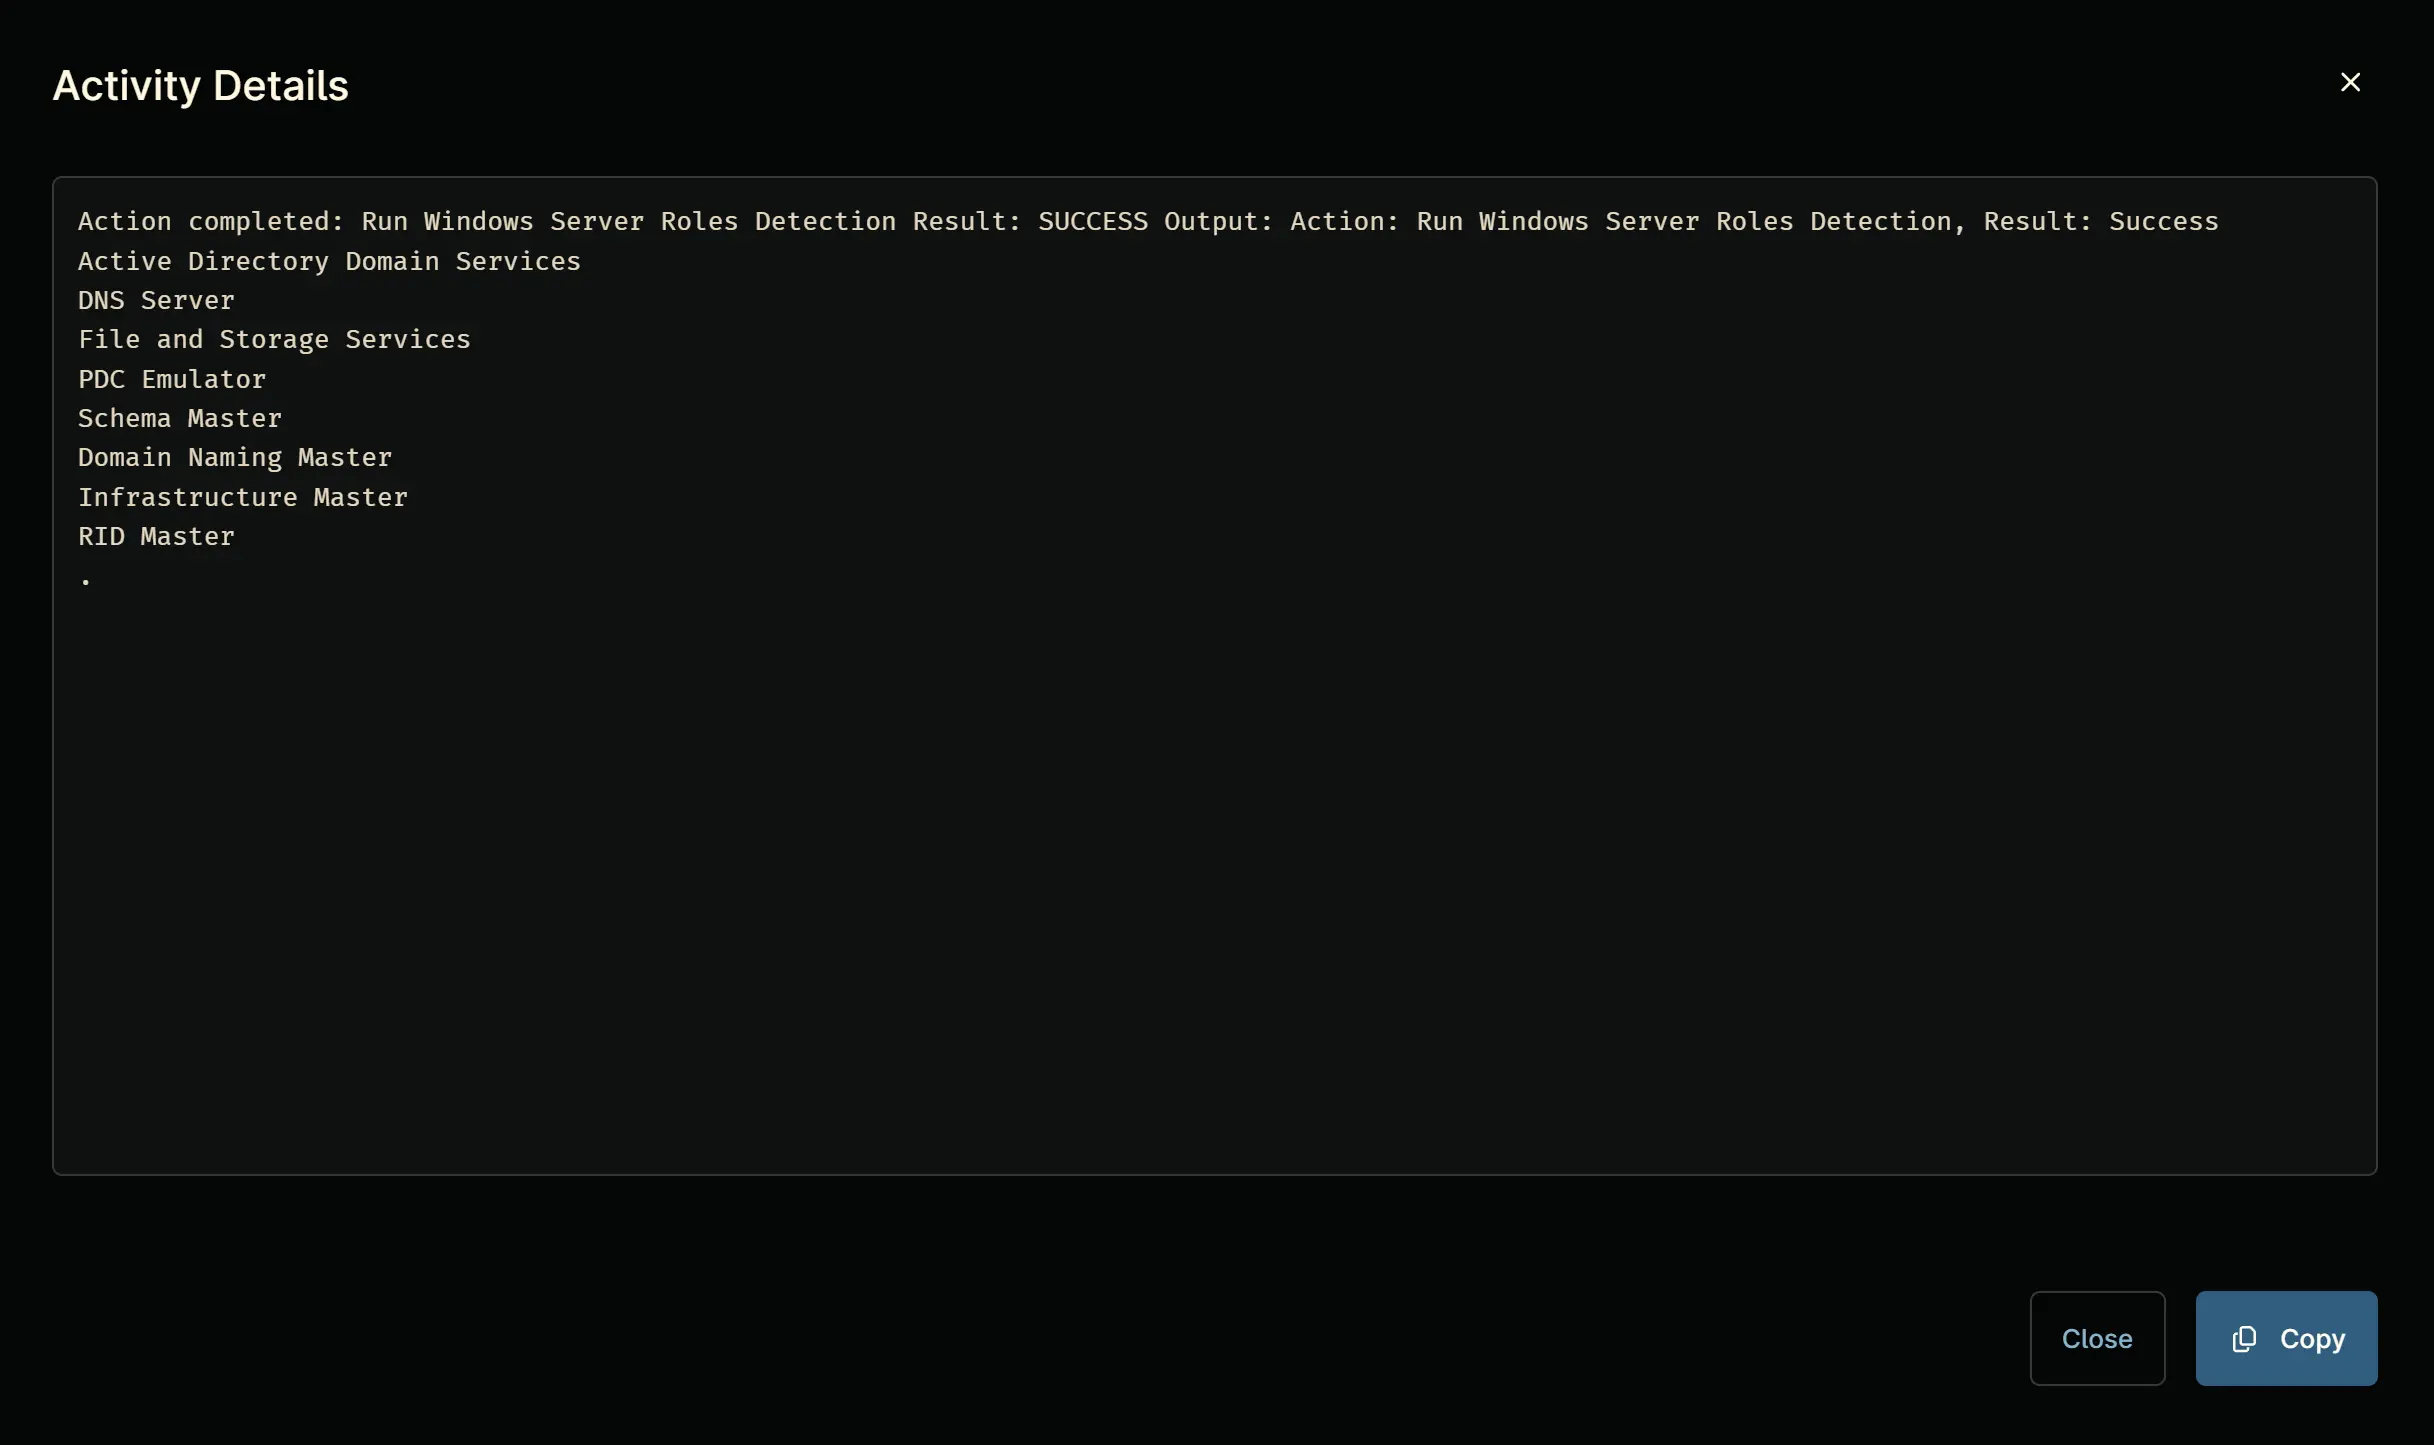 Activity Details
Action completed: Run Windows Server Roles Detection Result: SUCCESS Output: Action: Run Windows Server Roles Detection, Result: Success
Active Directory Domain Services
DNS Server
File and Storage Services
PDC Emulator
Schema Master
Domain Naming Master
Infrastructure Master
RID Master
.
Close
Copy